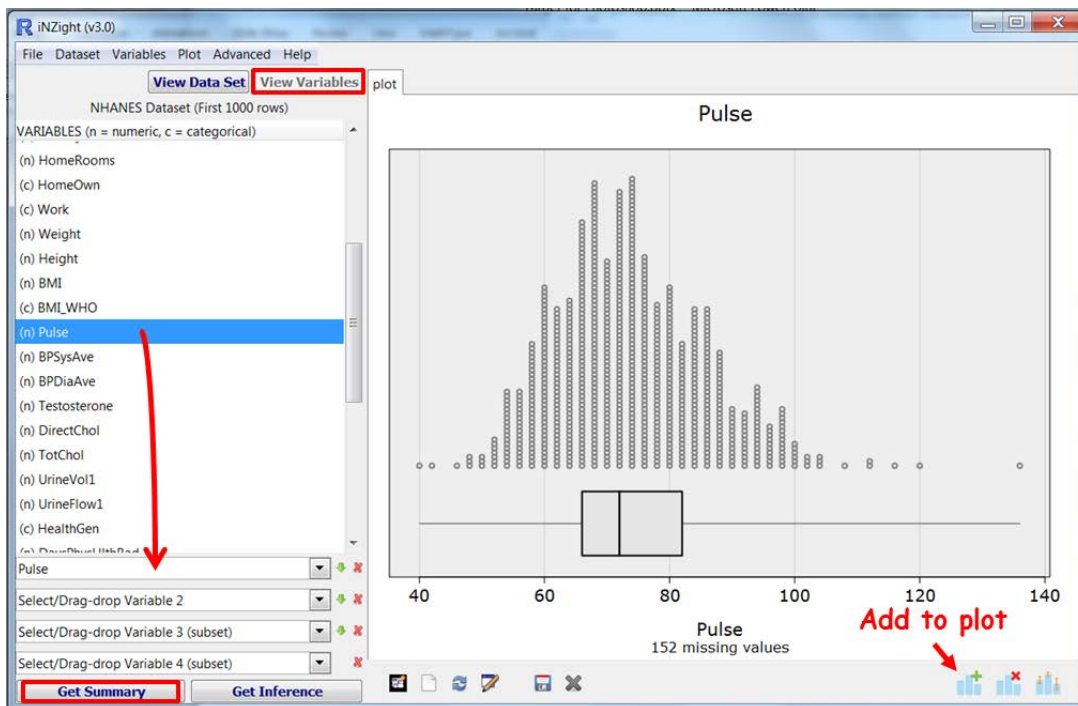 iNZight (v3.0)
File Dataset Variables Plot Advanced Help
View Data Set View Variables
NHANES Dataset (First 1000 rows)
VARIABLES (n = numeric, c = categorical)
(n) HomeRooms
(c) HomeOwn
(c) Work
(n) Weight
(n) Height
(n) BMI
(c) BMI_WHO
(n) Pulse
(n) BPSysAve
(n) BPDiaAve
(n) Testosterone
(n) DirectChol
(n) TotChol
(n) UrineVol1
(n) UrineFlow1
(c) HealthGen
Pulse
Select/Drag-drop Variable 2
Select/Drag-drop Variable 3 (subset)
Select/Drag-drop Variable 4 (subset)
Get Summary Get Inference
plot
Pulse
40 60 80 100 120 140
Pulse
152 missing values
Add to plot